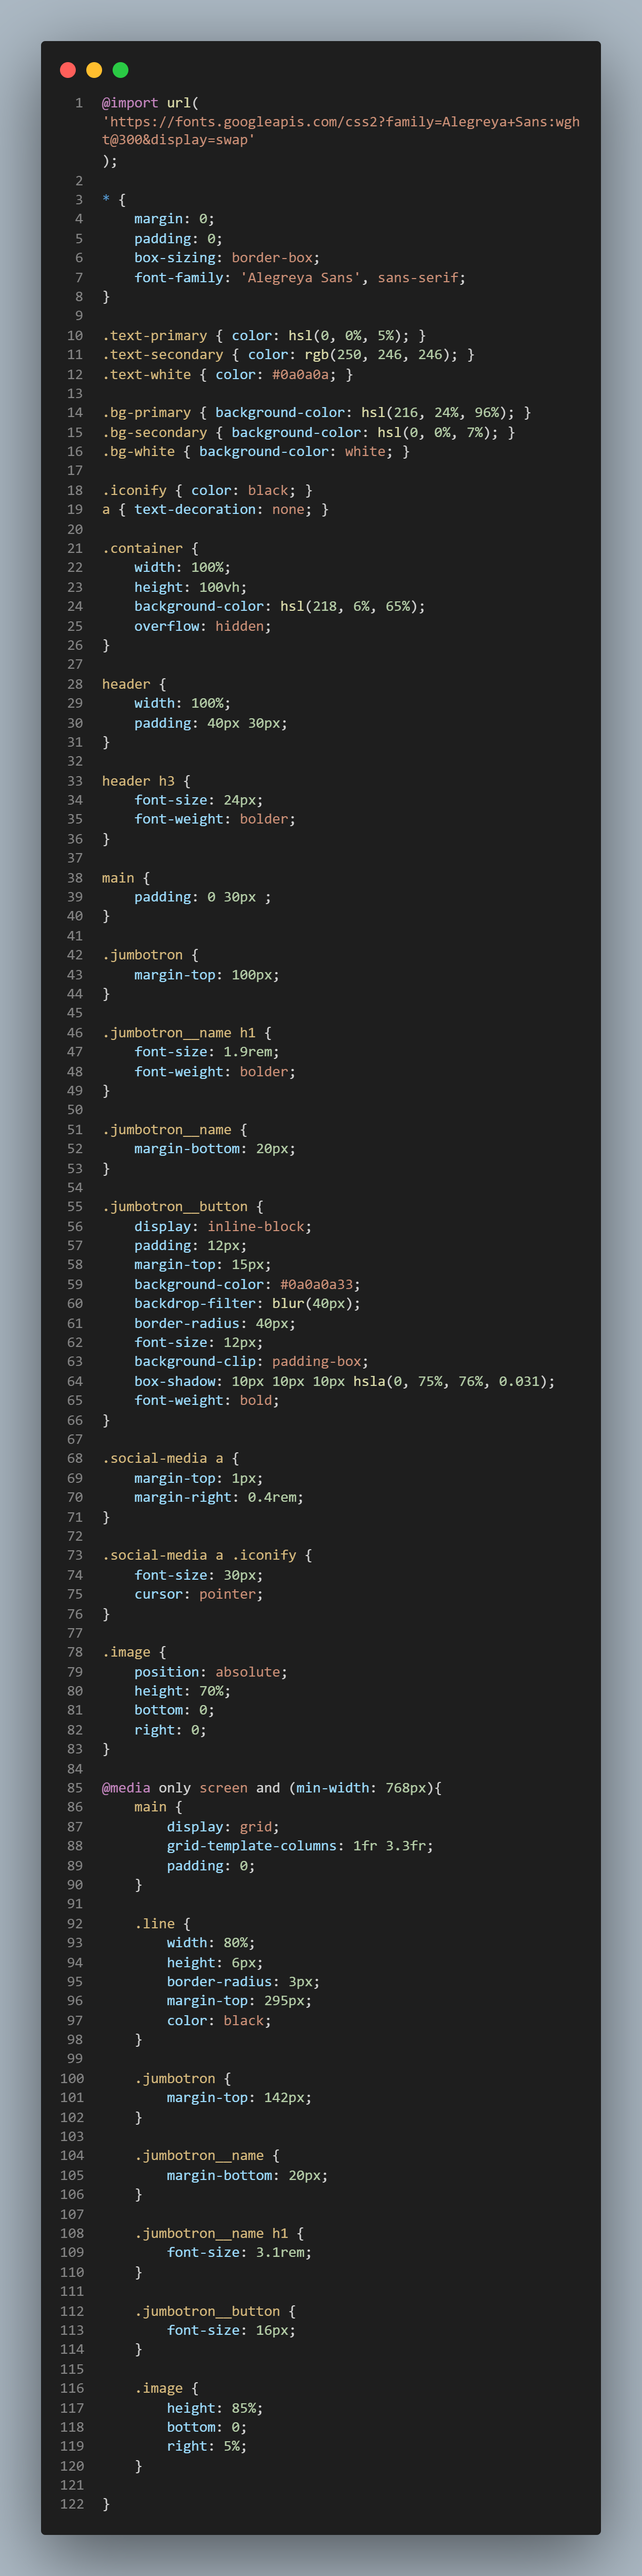 1 @import url(
'https://fonts.googleapis.com/css2?family=Alegreya+Sans:wgh
t@300&display=swap'
);
2
3 * {
4     margin: 0;
5     padding: 0;
6     box-sizing: border-box;
7     font-family: 'Alegreya Sans', sans-serif;
8 }
9
10 .text-primary { color: hsl(0, 0%, 5%); }
11 .text-secondary { color: rgb(250, 246, 246); }
12 .text-white { color: #0a0a0a; }
13
14 .bg-primary { background-color: hsl(216, 24%, 96%); }
15 .bg-secondary { background-color: hsl(0, 0%, 7%); }
16 .bg-white { background-color: white; }
17
18 .iconify { color: black; }
19 a { text-decoration: none; }
20
21 .container {
22     width: 100%;
23     height: 100vh;
24     background-color: hsl(218, 6%, 65%);
25     overflow: hidden;
26 }
27
28 header {
29     width: 100%;
30     padding: 40px 30px;
31 }
32
33 header h3 {
34     font-size: 24px;
35     font-weight: bolder;
36 }
37
38 main {
39     padding: 0 30px ;
40 }
41
42 .jumbotron {
43     margin-top: 100px;
44 }
45
46 .jumbotron__name h1 {
47     font-size: 1.9rem;
48     font-weight: bolder;
49 }
50
51 .jumbotron__name {
52     margin-bottom: 20px;
53 }
54
55 .jumbotron__button {
56     display: inline-block;
57     padding: 12px;
58     margin-top: 15px;
59     background-color: #0a0a0a33;
60     backdrop-filter: blur(40px);
61     border-radius: 40px;
62     font-size: 12px;
63     background-clip: padding-box;
64     box-shadow: 10px 10px 10px hsla(0, 75%, 76%, 0.031);
65     font-weight: bold;
66 }
67
68 .social-media a {
69     margin-top: 1px;
70     margin-right: 0.4rem;
71 }
72
73 .social-media a .iconify {
74     font-size: 30px;
75     cursor: pointer;
76 }
77
78 .image {
79     position: absolute;
80     height: 70%;
81     bottom: 0;
82     right: 0;
83 }
84
85 @media only screen and (min-width: 768px){
86     main {
87         display: grid;
88         grid-template-columns: 1fr 3.3fr;
89         padding: 0;
90     }
91
92     .line {
93         width: 80%;
94         height: 6px;
95         border-radius: 3px;
96         margin-top: 295px;
97         color: black;
98     }
99
100     .jumbotron {
101         margin-top: 142px;
102     }
103
104     .jumbotron__name {
105         margin-bottom: 20px;
106     }
107
108     .jumbotron__name h1 {
109         font-size: 3.1rem;
110     }
111
112     .jumbotron__button {
113         font-size: 16px;
114     }
115
116     .image {
117         height: 85%;
118         bottom: 0;
119         right: 5%;
120     }
121
122 }